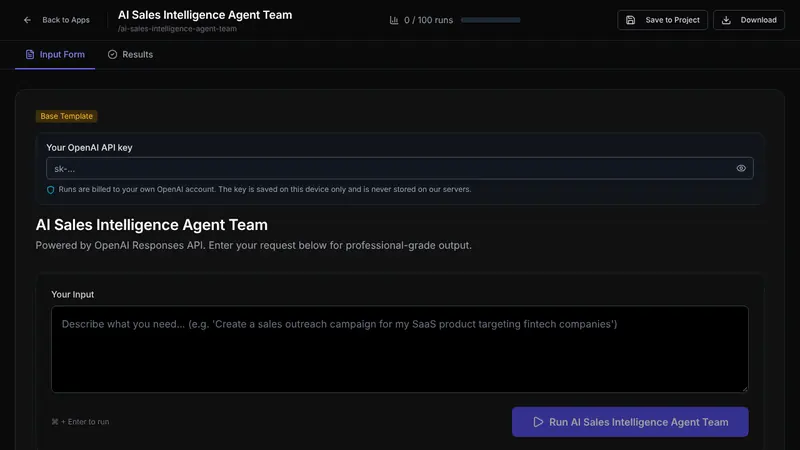 Back to Apps
AI Sales Intelligence Agent Team
/ai-sales-intelligence-agent-team
0 / 100 runs
Save to Project
Download
Input Form
Results
Base Template
Your OpenAI API key
sk-...
Runs are billed to your own OpenAI account. The key is saved on this device only and is never stored on our servers.
AI Sales Intelligence Agent Team
Powered by OpenAI Responses API. Enter your request below for professional-grade output.
Your Input
Describe what you need... (e.g. 'Create a sales outreach campaign for my SaaS product targeting fintech companies')
⌘ + Enter to run
Run AI Sales Intelligence Agent Team